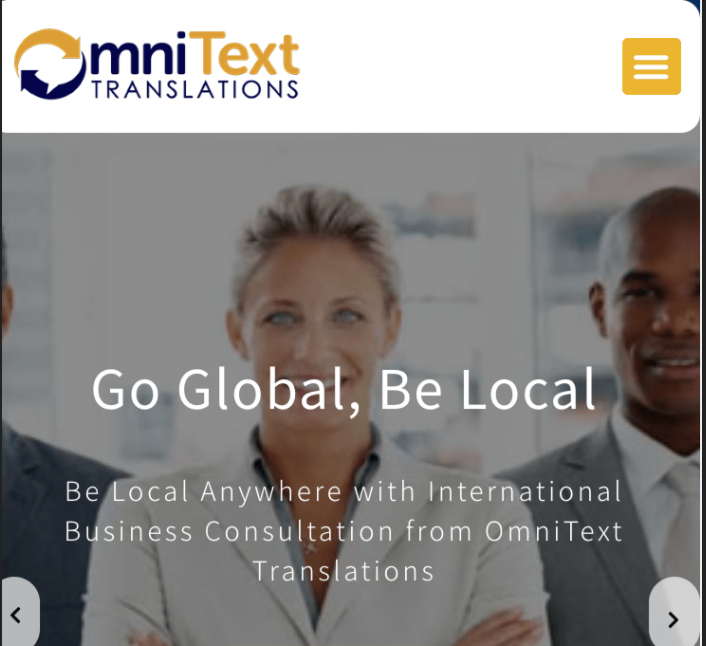 OmniText
TRANSLATIONS
Go Global, Be Local
Be Local Anywhere with International
Business Consultation from OmniText
Translations